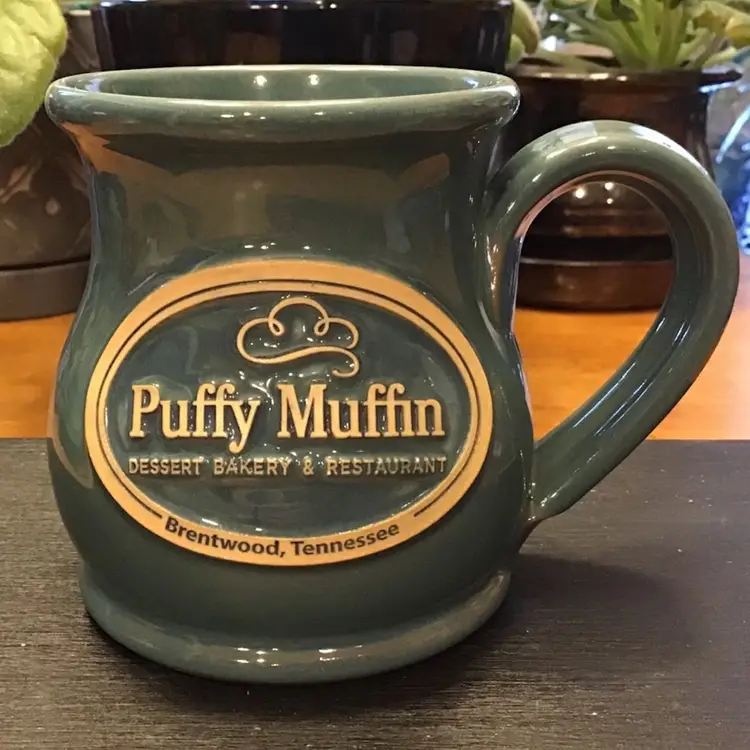 Puffy Muffin
DESSERT BAKERY & RESTAURANT
Brentwood, Tennessee